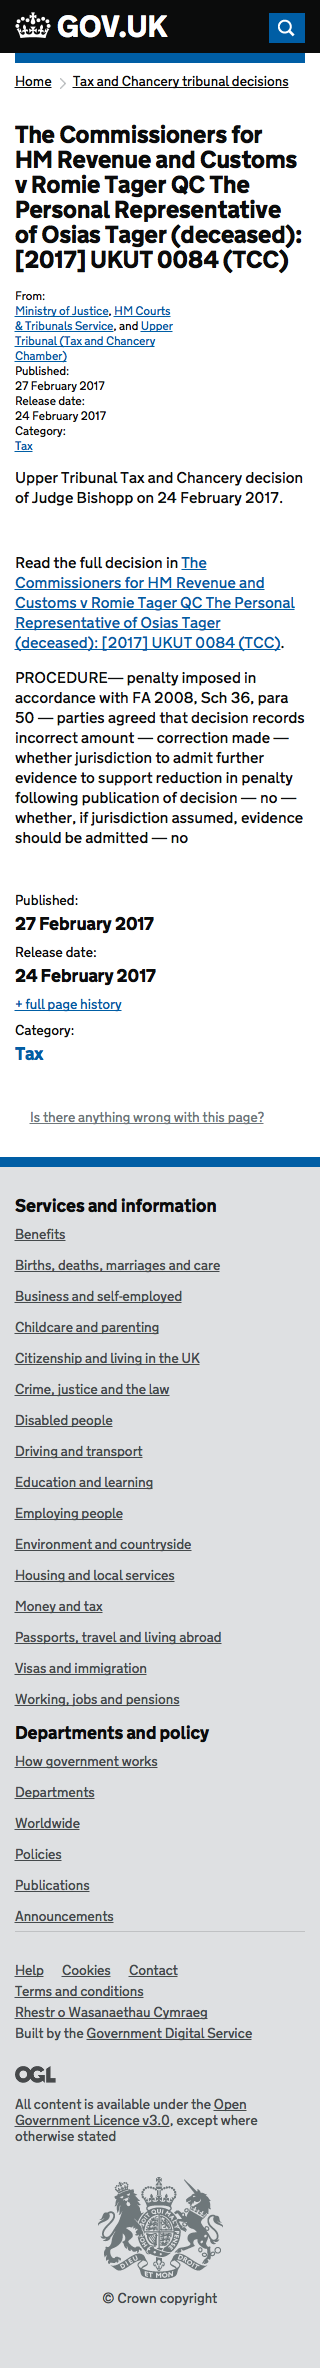 GOV.UK
Home Tax and Chancery tribunal decisions
The Commissioners for
HM Revenue and Customs
v Romie Tager QC The
Personal Representative
of Osias Tager (deceased):
[2017] UKUT 0084 (TCC)
From:
Ministry of Justice, HM Courts
& Tribunals Service, and Upper
Tribunal (Tax and Chancery
Chamber)
Published:
27 February 2017
Release date:
24 February 2017
Category:
Tax
Upper Tribunal Tax and Chancery decision
of Judge Bishopp on 24 February 2017.
Read the full decision in The
Commissioners for HM Revenue and
Customs v Romie Tager QC The Personal
Representative of Osias Tager
(deceased): [2017] UKUT 0084 (TCC).
PROCEDURE— penalty imposed in
accordance with FA 2008, Sch 36, para
50 — parties agreed that decision records
incorrect amount — correction made —
whether jurisdiction to admit further
evidence to support reduction in penalty
following publication of decision — no —
whether, if jurisdiction assumed, evidence
should be admitted — no
Published:
27 February 2017
Release date:
24 February 2017
+ full page history
Category:
Tax
Is there anything wrong with this page?
Services and information
Benefits
Births, deaths, marriages and care
Business and self-employed
Childcare and parenting
Citizenship and living in the UK
Crime, justice and the law
Disabled people
Driving and transport
Education and learning
Employing people
Environment and countryside
Housing and local services
Money and tax
Passports, travel and living abroad
Visas and immigration
Working, jobs and pensions
Departments and policy
How government works
Departments
Worldwide
Policies
Publications
Announcements
Help Cookies Contact
Terms and conditions
Rhestr o Wasanaethau Cymraeg
Built by the Government Digital Service
OGL
All content is available under the Open
Government Licence v3.0, except where
otherwise stated
DIEU ET MON DROIT
© Crown copyright